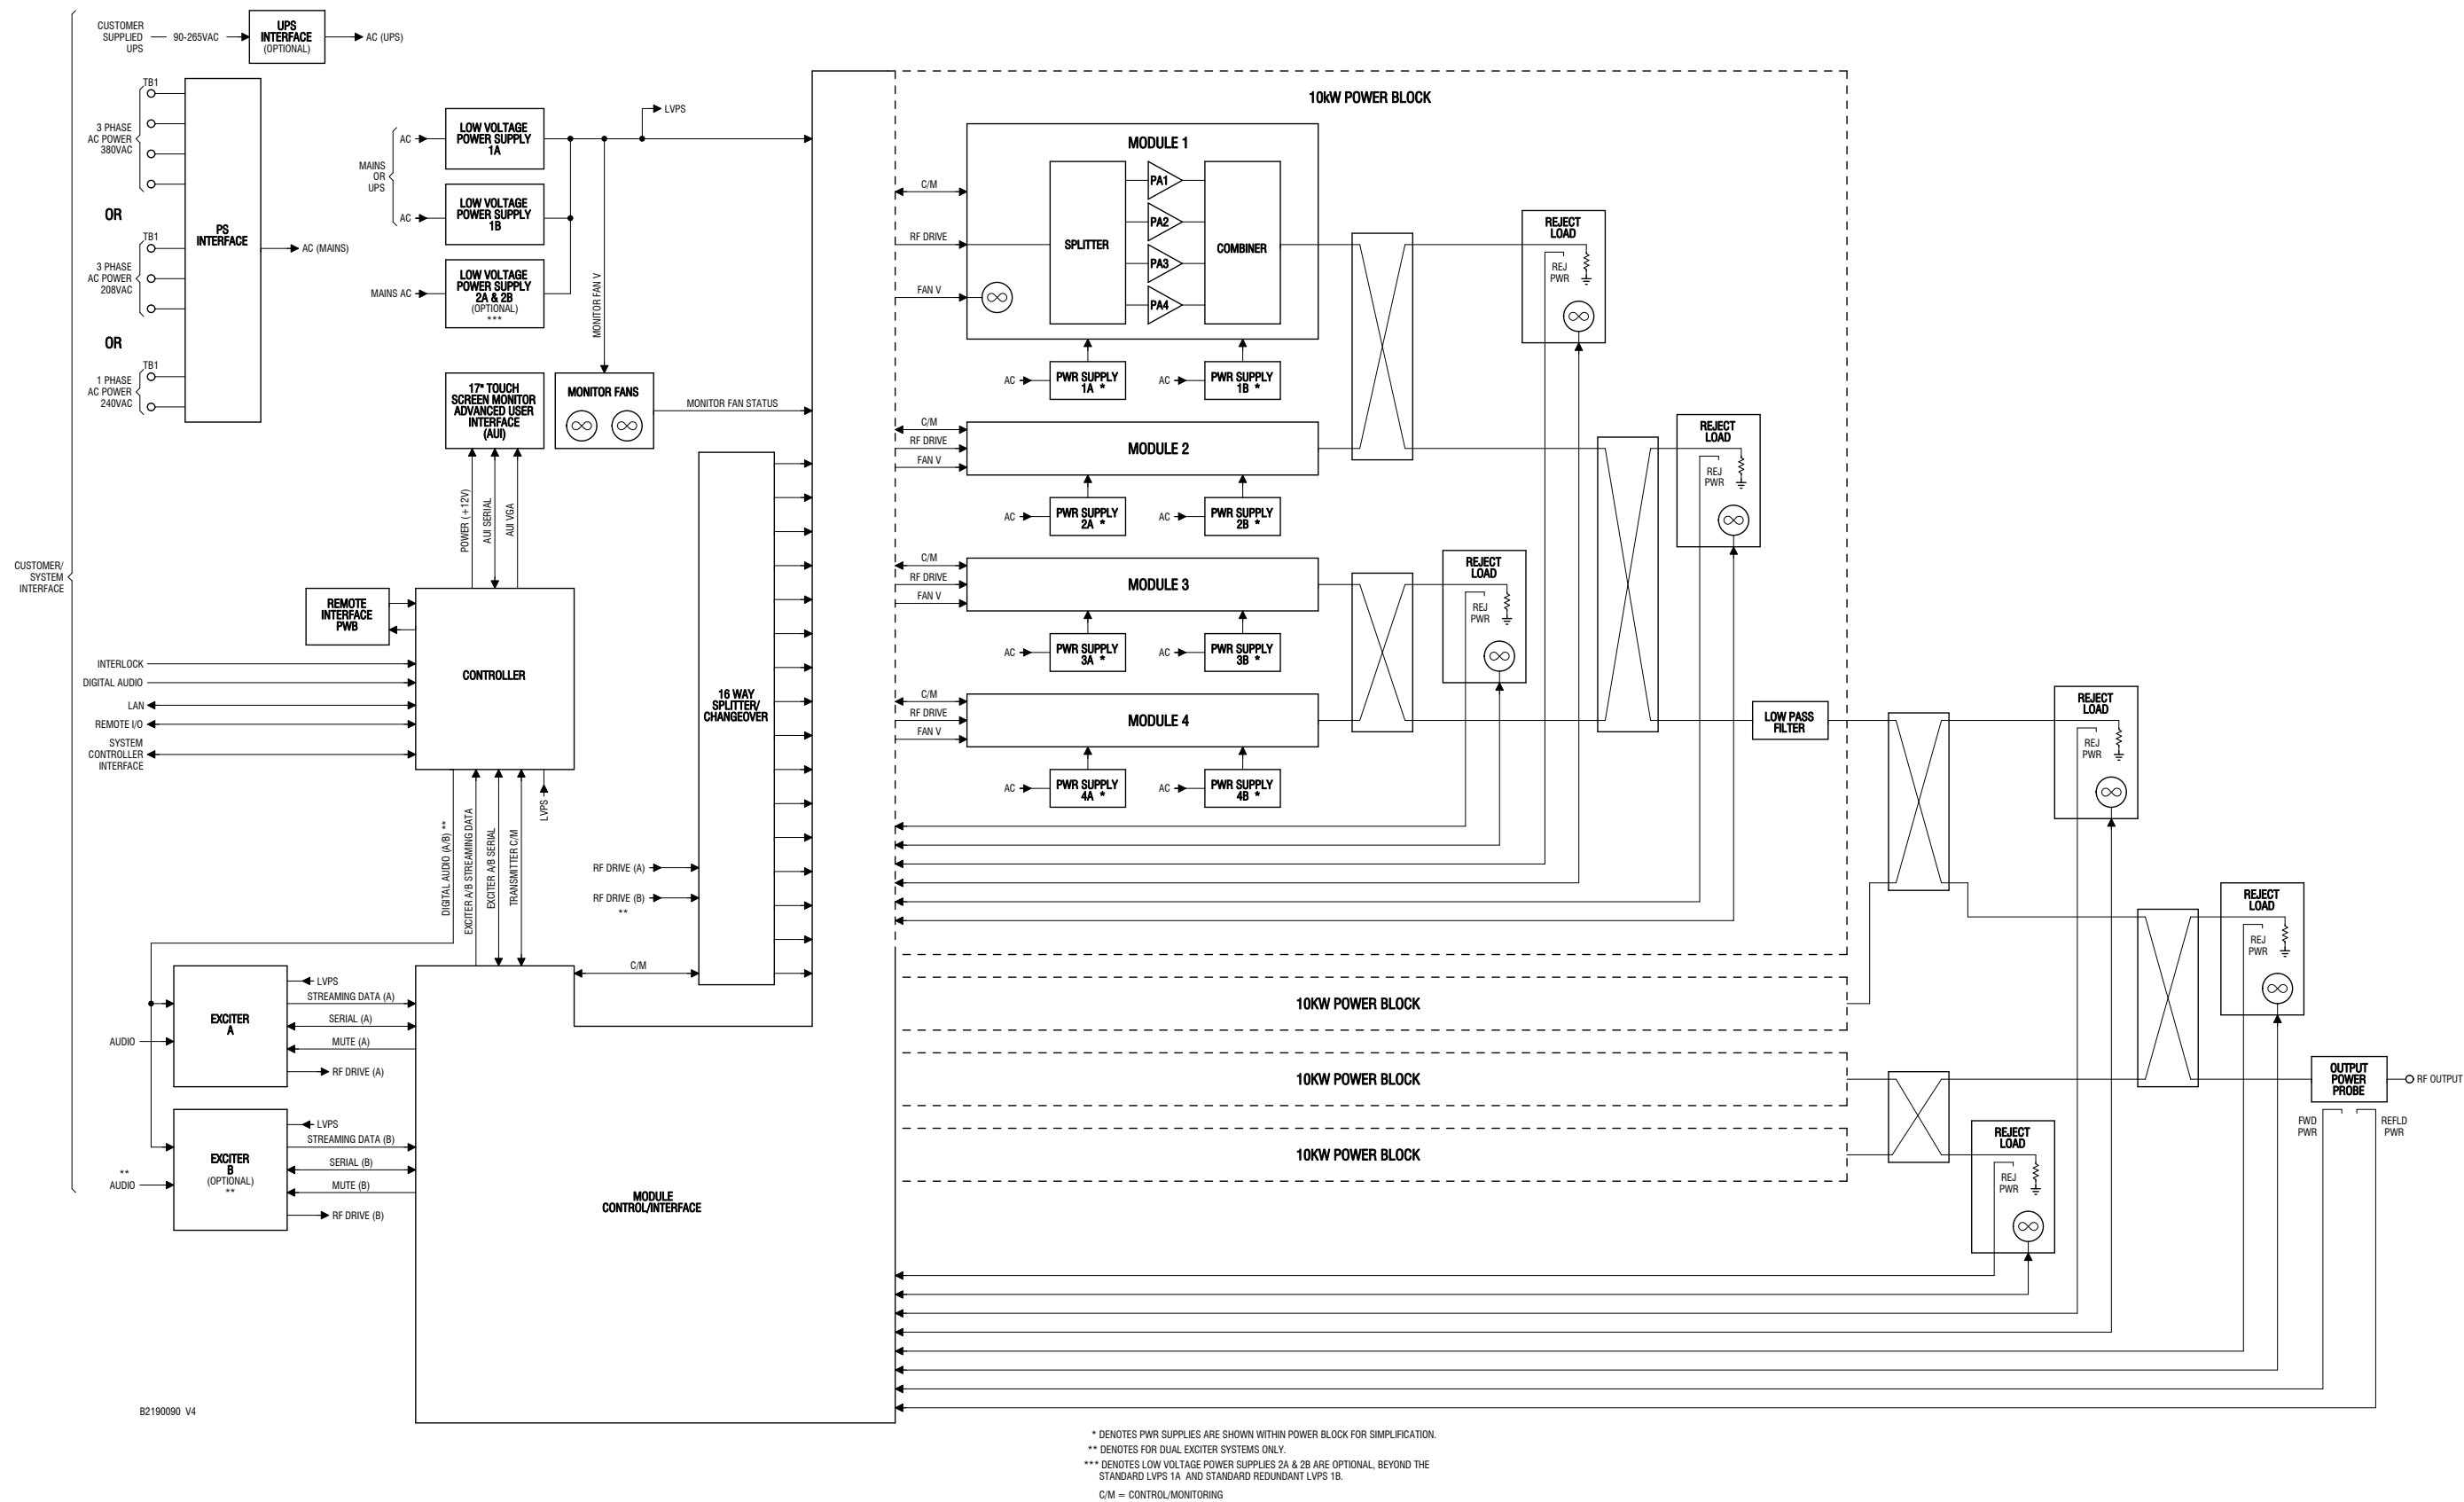 CUSTOMER
SUPPLIED
UPS
90-265VAC
UPS
INTERFACE
(OPTIONAL)
AC (UPS)
TB1
3 PHASE
AC POWER
380VAC
OR
TB1
3 PHASE
AC POWER
208VAC
OR
TB1
1 PHASE
AC POWER
240VAC
PS
INTERFACE
AC (MAINS)
MAINS
OR
UPS
AC
LOW VOLTAGE
POWER SUPPLY
1A
AC
LOW VOLTAGE
POWER SUPPLY
1B
MAINS AC
LOW VOLTAGE
POWER SUPPLY
2A & 2B
(OPTIONAL)
***
LVPS
MONITOR FAN V
17" TOUCH
SCREEN MONITOR
ADVANCED USER
INTERFACE
(AUI)
MONITOR FANS
MONITOR FAN STATUS
POWER (+12V)
AUI SERIAL
AUI VGA
CUSTOMER/
SYSTEM
INTERFACE
REMOTE
INTERFACE
PWB
CONTROLLER
INTERLOCK
DIGITAL AUDIO
LAN
REMOTE I/O
SYSTEM
CONTROLLER
INTERFACE
16 WAY
SPLITTER/
CHANGEOVER
DIGITAL AUDIO (A/B) **
EXCITER A/B STREAMING DATA
EXCITER A/B SERIAL
TRANSMITTER C/M
LVPS
RF DRIVE (A)
RF DRIVE (B)
**
C/M
EXCITER
A
AUDIO
LVPS
STREAMING DATA (A)
SERIAL (A)
MUTE (A)
RF DRIVE (A)
EXCITER
B
(OPTIONAL)
**
**
AUDIO
LVPS
STREAMING DATA (B)
SERIAL (B)
MUTE (B)
RF DRIVE (B)
MODULE
CONTROL/INTERFACE
10kW POWER BLOCK
MODULE 1
C/M
RF DRIVE
FAN V
SPLITTER
PA1
PA2
PA3
PA4
COMBINER
AC
PWR SUPPLY
1A *
AC
PWR SUPPLY
1B *
C/M
RF DRIVE
FAN V
MODULE 2
AC
PWR SUPPLY
2A *
AC
PWR SUPPLY
2B *
C/M
RF DRIVE
FAN V
MODULE 3
AC
PWR SUPPLY
3A *
AC
PWR SUPPLY
3B *
C/M
RF DRIVE
FAN V
MODULE 4
AC
PWR SUPPLY
4A *
AC
PWR SUPPLY
4B *
REJECT
LOAD
REJ
PWR
REJECT
LOAD
REJ
PWR
REJECT
LOAD
REJ
PWR
LOW PASS
FILTER
REJECT
LOAD
REJ
PWR
REJECT
LOAD
REJ
PWR
10KW POWER BLOCK
10KW POWER BLOCK
10KW POWER BLOCK
REJECT
LOAD
REJ
PWR
OUTPUT
POWER
PROBE
RF OUTPUT
FWD
PWR
REFLD
PWR
B2190090 V4
* DENOTES PWR SUPPLIES ARE SHOWN WITHIN POWER BLOCK FOR SIMPLIFICATION.
** DENOTES FOR DUAL EXCITER SYSTEMS ONLY.
*** DENOTES LOW VOLTAGE POWER SUPPLIES 2A & 2B ARE OPTIONAL, BEYOND THE
STANDARD LVPS 1A AND STANDARD REDUNDANT LVPS 1B.
C/M = CONTROL/MONITORING